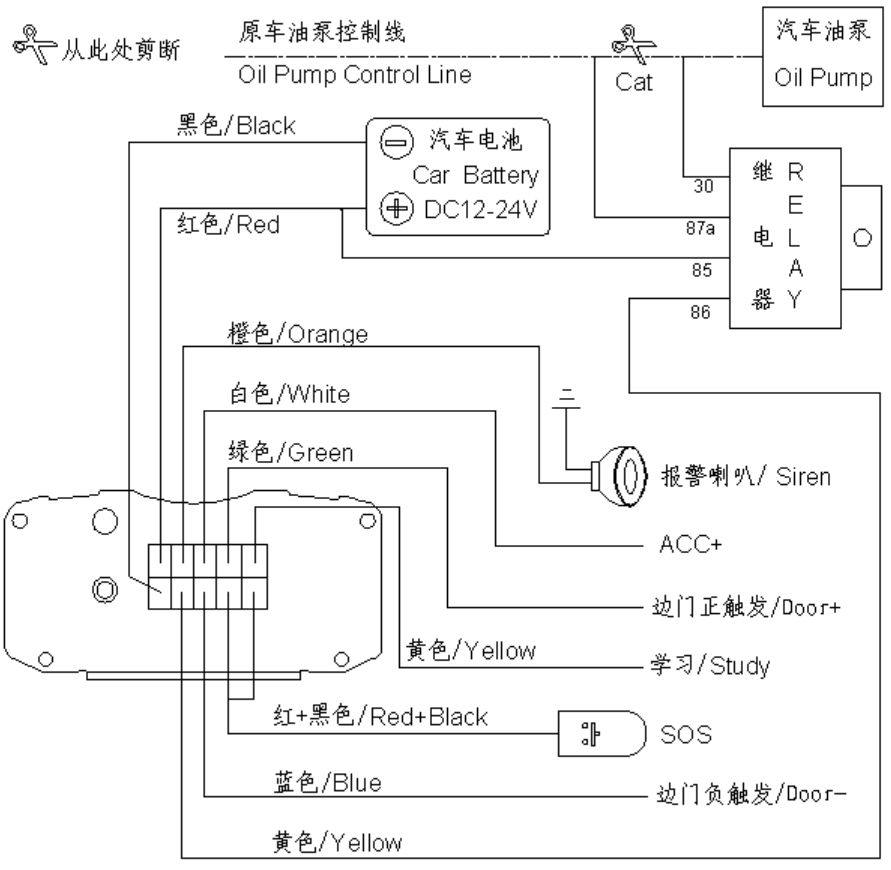 从此处剪断
原车油泵控制线
Oil Pump Control Line
Cat
汽车油泵
Oil Pump
黑色/Black
汽车电池
Car Battery
DC12-24V
红色/Red
30
87a
85
86
继电器
RELAY
橙色/Orange
白色/White
绿色/Green
报警喇叭/ Siren
ACC+
边门正触发/Door+
黄色/Yellow
学习/Study
红+黑色/Red+Black
SOS
蓝色/Blue
边门负触发/Door-
黄色/Yellow